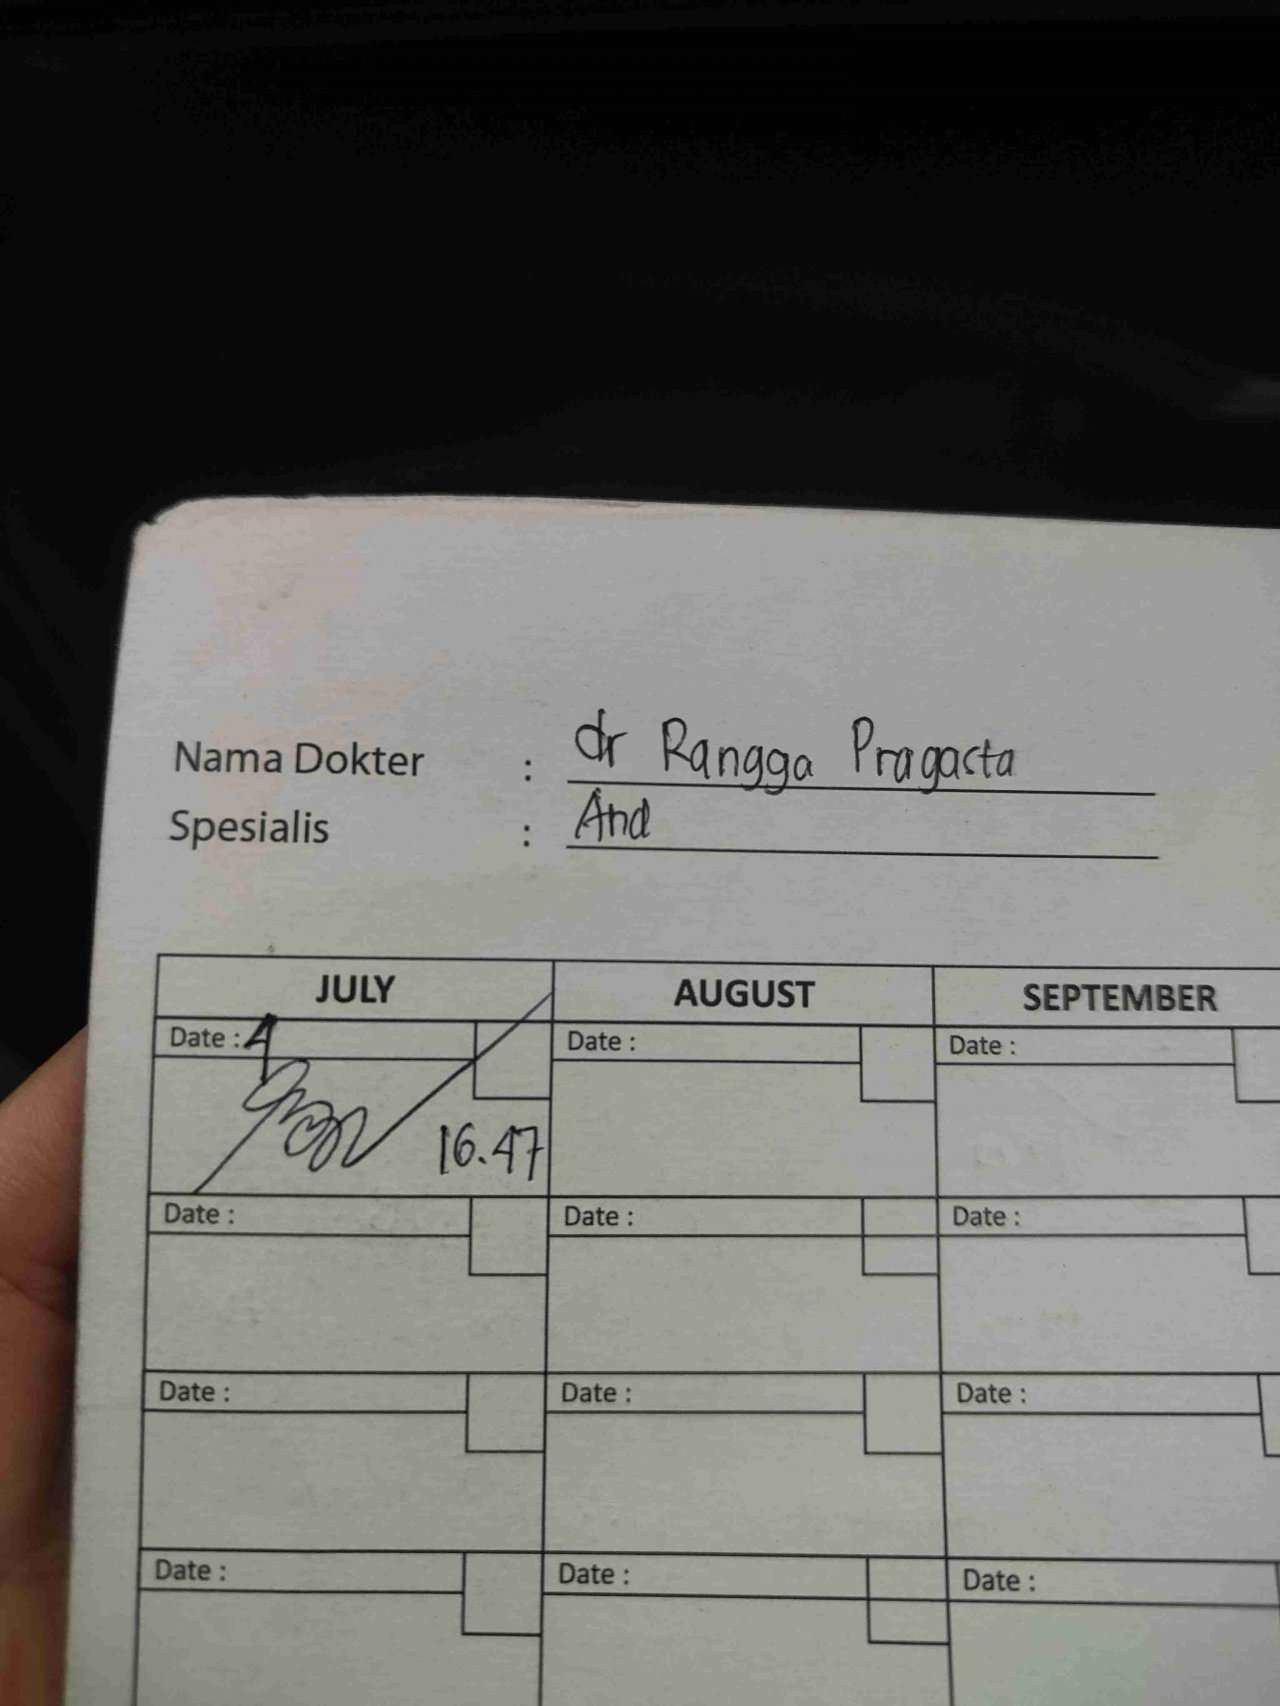 Nama Dokter : dr Rangga Pragasta
Spesialis : And
JULY AUGUST SEPTEMBER
Date : 4 Date : Date :
16.47
Date : Date : Date :
Date : Date : Date :
Date : Date : Date :